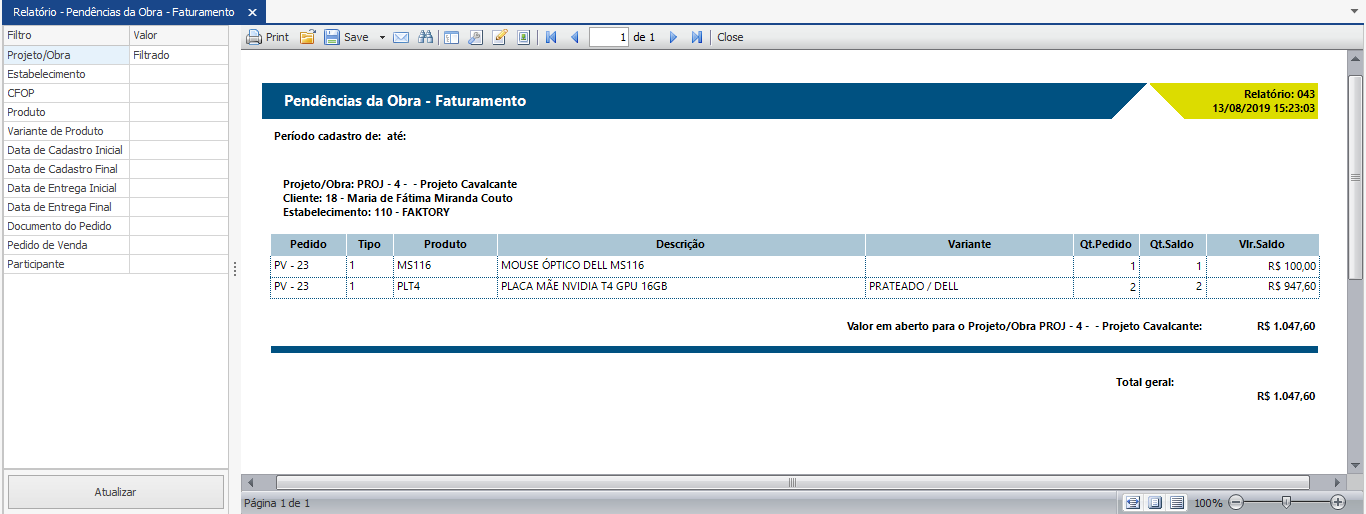 Relatório - Pendências da Obra - Faturamento
Filtro Valor
Projeto/Obra Filtrado
Estabelecimento
CFOP
Produto
Variante de Produto
Data de Cadastro Inicial
Data de Cadastro Final
Data de Entrega Inicial
Data de Entrega Final
Documento do Pedido
Pedido de Venda
Participante
Atualizar
Print Save 1 de 1 Close
Pendências da Obra - Faturamento
Relatório: 043
13/08/2019 15:23:03
Período cadastro de: até:
Projeto/Obra: PROJ - 4 - - Projeto Cavalcante
Cliente: 18 - Maria de Fátima Miranda Couto
Estabelecimento: 110 - FAKTORY
Pedido Tipo Produto Descrição Variante Qt.Pedido Qt.Saldo Vlr.Saldo
PV - 23 1 MS116 MOUSE ÓPTICO DELL MS116 1 1 R$ 100,00
PV - 23 1 PLT4 PLACA MÃE NVIDIA T4 GPU 16GB PRATEADO / DELL 2 2 R$ 947,60
Valor em aberto para o Projeto/Obra PROJ - 4 - - Projeto Cavalcante: R$ 1.047,60
Total geral:
R$ 1.047,60
Página 1 de 1 100%